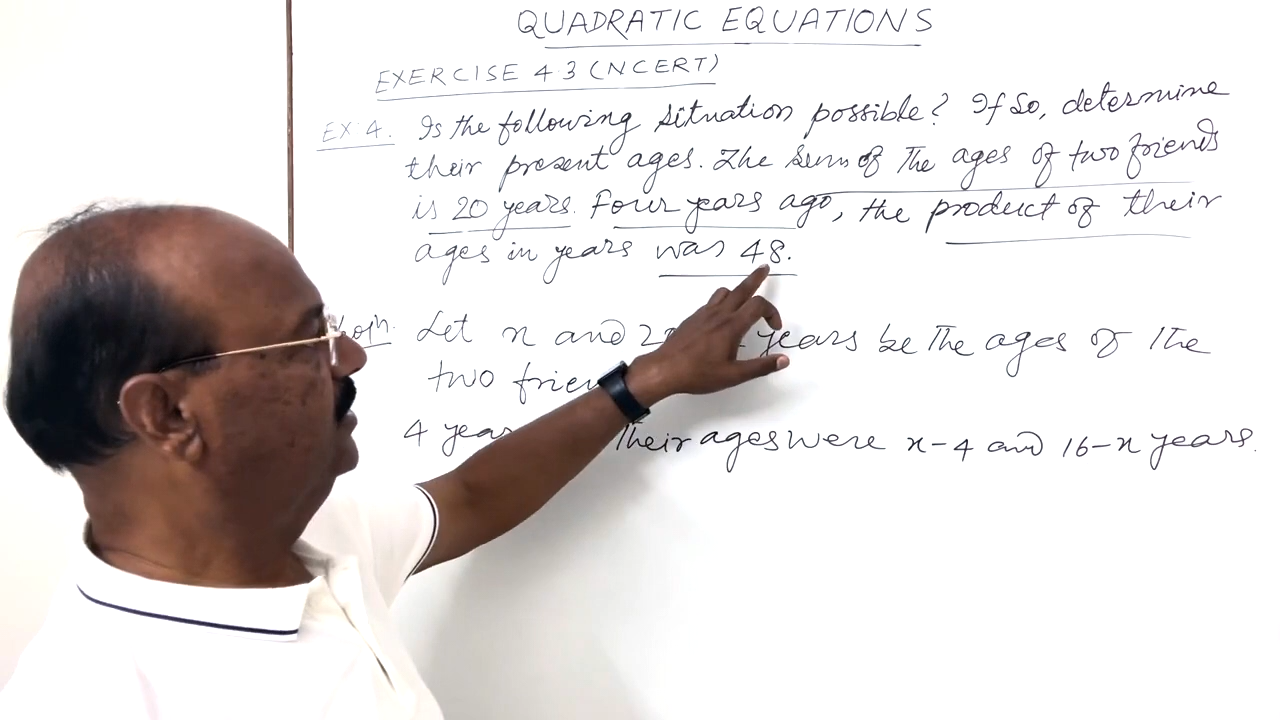 QUADRATIC EQUATIONS
EXERCISE 4.3 (NCERT)
EX 4. Is the following situation possible? If so, determine
their present ages. The sum of The ages of two friends
is 20 years. Four years ago, the product of their
ages in years was 48.
Let x and years be The ages of The
two
4 Their ages were x-4 and 16-x years.